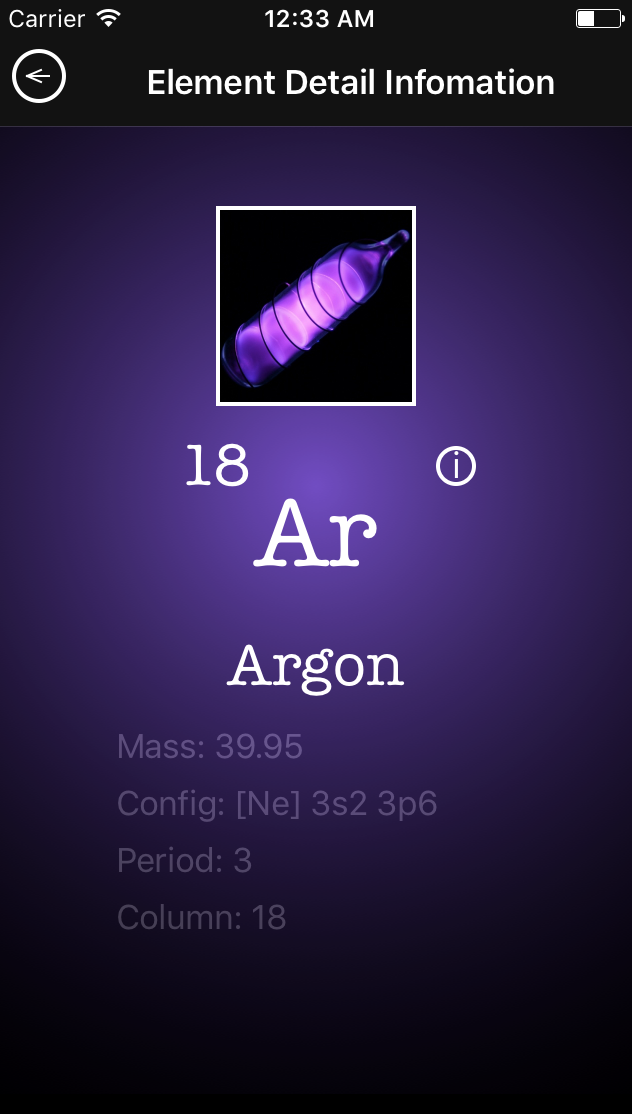 Carrier 12:33 AM
Element Detail Infomation
18
Ar
Argon
Mass: 39.95
Config: [Ne] 3s2 3p6
Period: 3
Column: 18